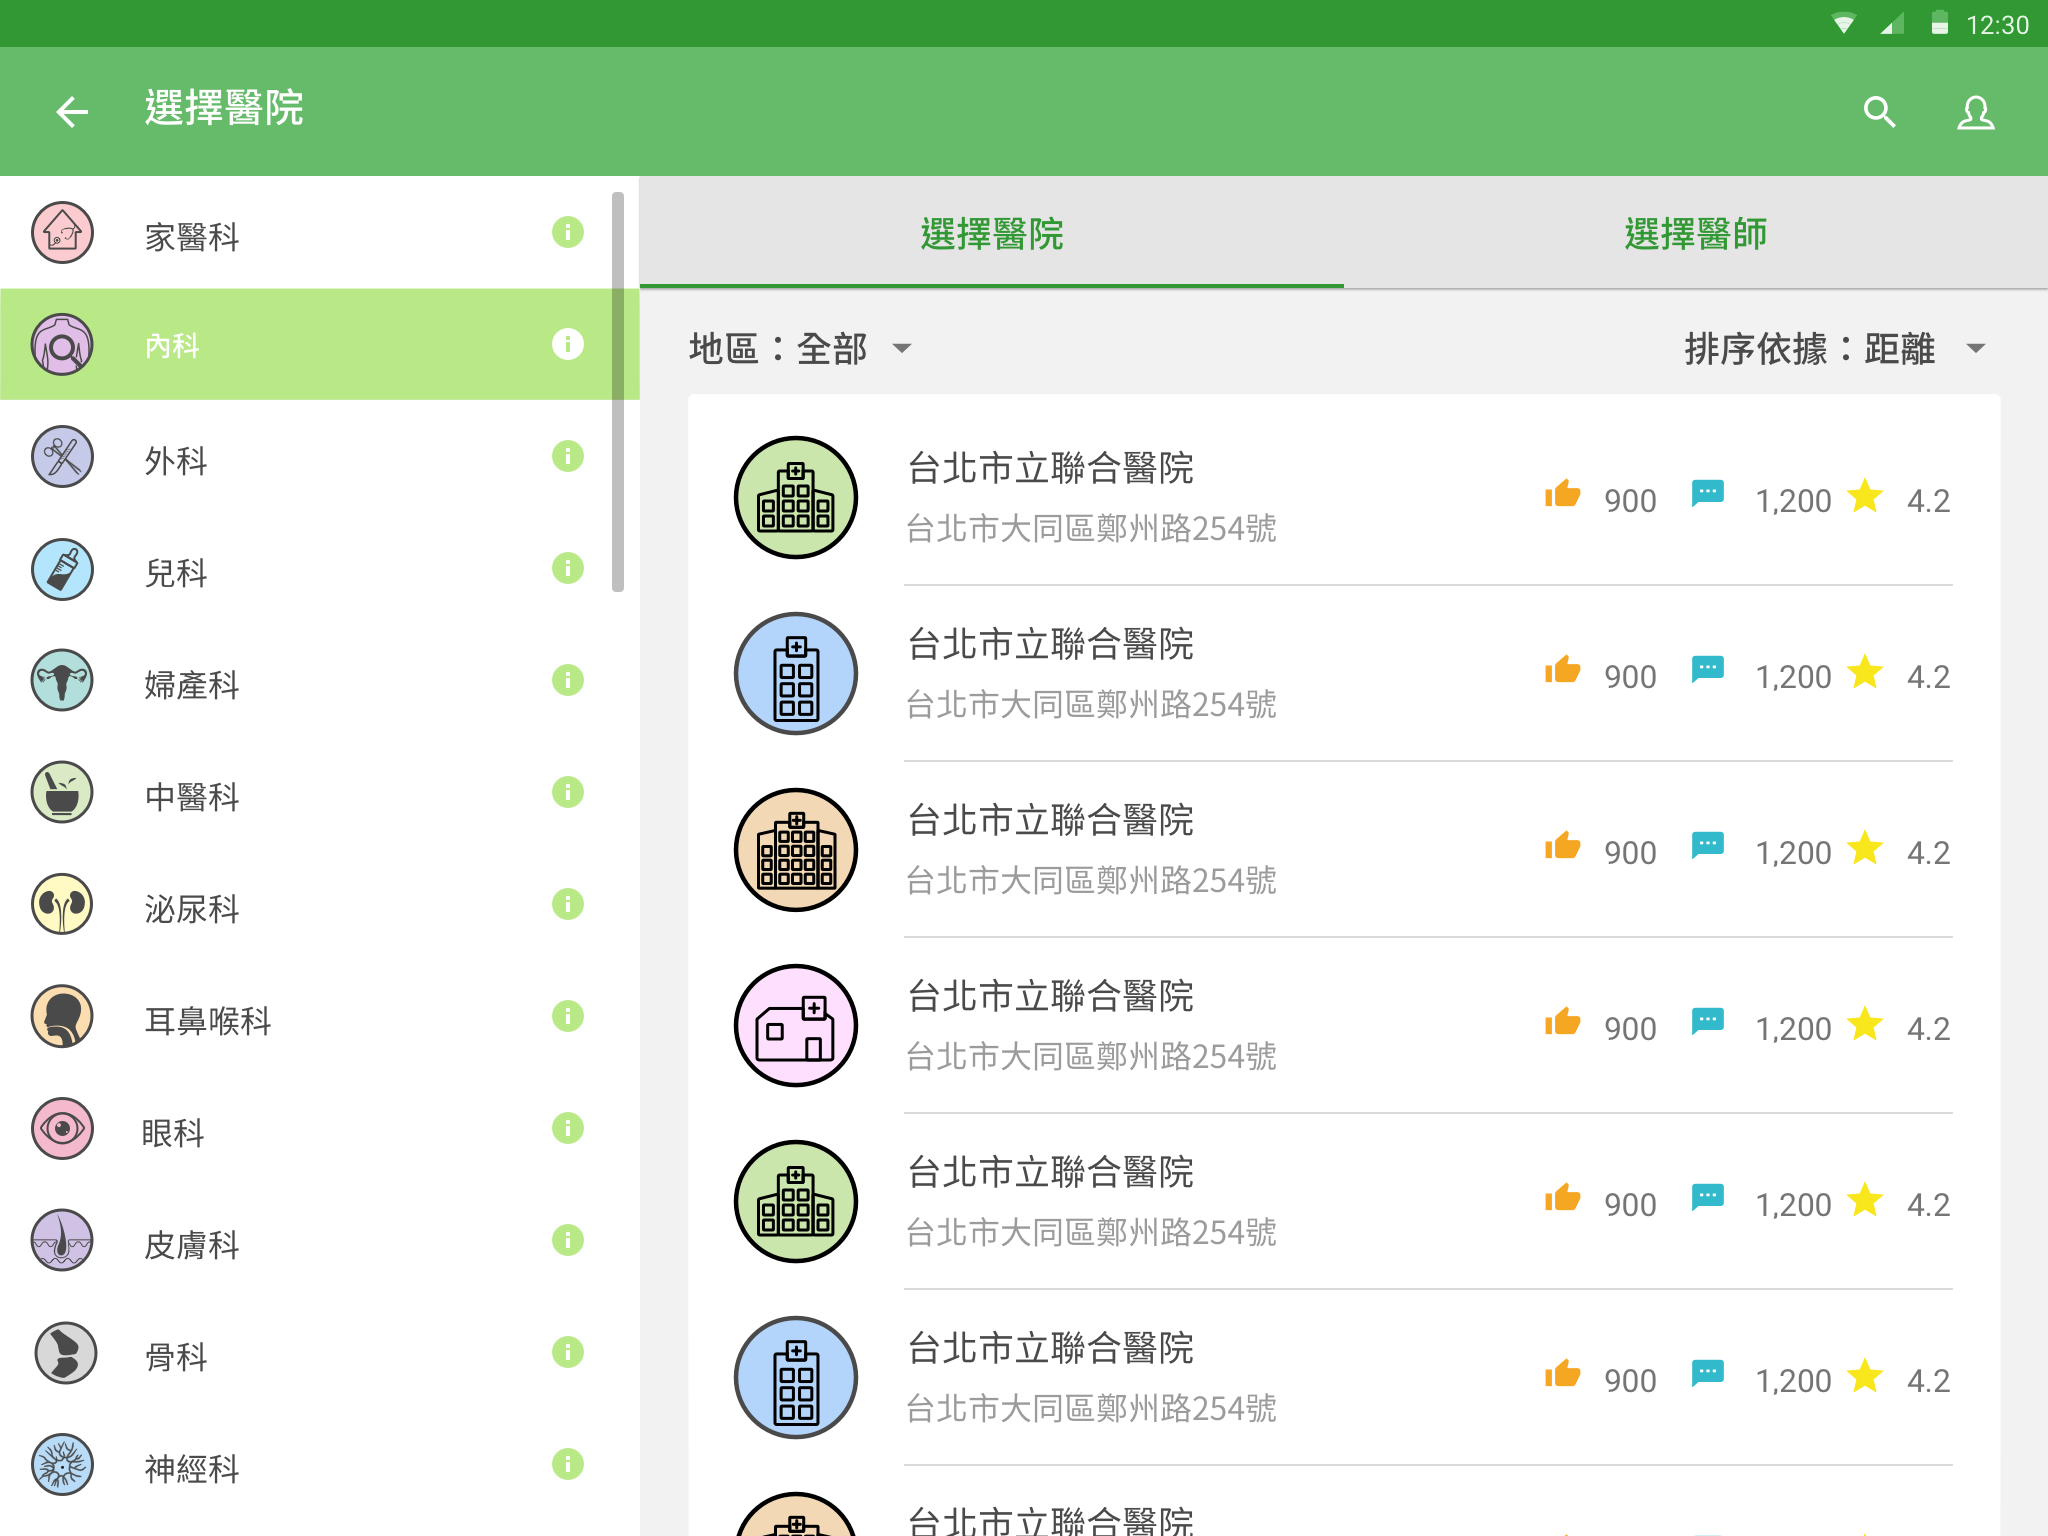 12:30
選擇醫院
家醫科
內科
外科
兒科
婦產科
中醫科
泌尿科
耳鼻喉科
眼科
皮膚科
骨科
神經科
選擇醫院
選擇醫師
地區：全部
排序依據：距離
台北市立聯合醫院
台北市大同區鄭州路254號
900 1,200 4.2
台北市立聯合醫院
台北市大同區鄭州路254號
900 1,200 4.2
台北市立聯合醫院
台北市大同區鄭州路254號
900 1,200 4.2
台北市立聯合醫院
台北市大同區鄭州路254號
900 1,200 4.2
台北市立聯合醫院
台北市大同區鄭州路254號
900 1,200 4.2
台北市立聯合醫院
台北市大同區鄭州路254號
900 1,200 4.2
台北市立聯合醫院